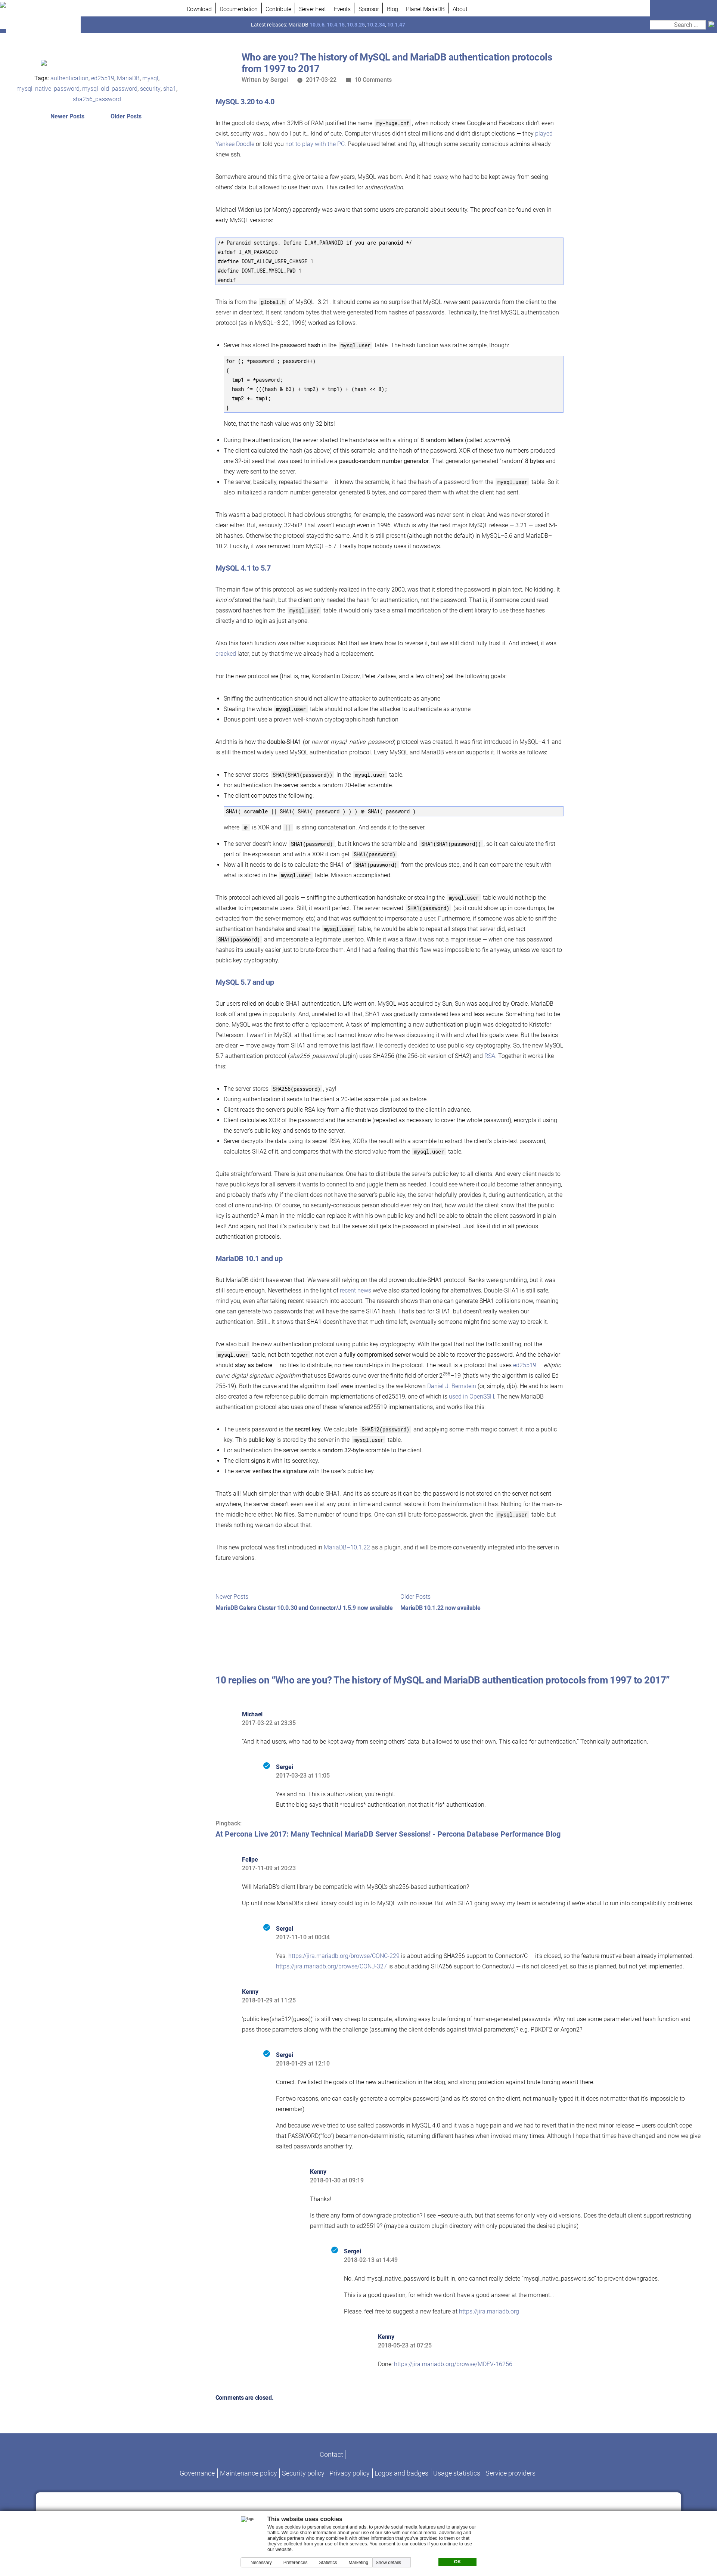 Download
Documentation
Contribute
Server Fest
Events
Sponsor
Blog
Planet MariaDB
About
Latest releases: MariaDB 10.5.6, 10.4.15, 10.3.25, 10.2.34, 10.1.47
Search ...
Tags: authentication, ed25519, MariaDB, mysql,
mysql_native_password, mysql_old_password, security, sha1,
sha256_password
Newer Posts
Older Posts
Who are you? The history of MySQL and MariaDB authentication protocols
from 1997 to 2017
Written by Sergei 2017-03-22 10 Comments
MySQL 3.20 to 4.0
In the good old days, when 32MB of RAM justified the name my-huge.cnf, when nobody knew Google and Facebook didn't even
exist, security was… how do I put it… kind of cute. Computer viruses didn't steal millions and didn't disrupt elections — they played
Yankee Doodle or told you not to play with the PC. People used telnet and ftp, although some security conscious admins already
knew ssh.
Somewhere around this time, give or take a few years, MySQL was born. And it had users, who had to be kept away from seeing
others' data, but allowed to use their own. This called for authentication.
Michael Widenius (or Monty) apparently was aware that some users are paranoid about security. The proof can be found even in
early MySQL versions:
/* Paranoid settings. Define I_AM_PARANOID if you are paranoid */
#ifdef I_AM_PARANOID
#define DONT_ALLOW_USER_CHANGE 1
#define DONT_USE_MYSQL_PWD 1
#endif
This is from the global.h of MySQL–3.21. It should come as no surprise that MySQL never sent passwords from the client to the
server in clear text. It sent random bytes that were generated from hashes of passwords. Technically, the first MySQL authentication
protocol (as in MySQL–3.20, 1996) worked as follows:
• Server has stored the password hash in the mysql.user table. The hash function was rather simple, though:
for (; *password ; password++)
{
tmp1 = *password;
hash ^= (((hash & 63) + tmp2) * tmp1) + (hash << 8);
tmp2 += tmp1;
}
Note, that the hash value was only 32 bits!
• During the authentication, the server started the handshake with a string of 8 random letters (called scramble).
• The client calculated the hash (as above) of this scramble, and the hash of the password. XOR of these two numbers produced
one 32-bit seed that was used to initialize a pseudo-random number generator. That generator generated "random" 8 bytes and
they were sent to the server.
• The server, basically, repeated the same — it knew the scramble, it had the hash of a password from the mysql.user table. So it
also initialized a random number generator, generated 8 bytes, and compared them with what the client had sent.
This wasn't a bad protocol. It had obvious strengths, for example, the password was never sent in clear. And was never stored in
clear either. But, seriously, 32-bit? That wasn't enough even in 1996. Which is why the next major MySQL release — 3.21 — used 64-
bit hashes. Otherwise the protocol stayed the same. And it is still present (although not the default) in MySQL–5.6 and MariaDB–
10.2. Luckily, it was removed from MySQL–5.7. I really hope nobody uses it nowadays.
MySQL 4.1 to 5.7
The main flaw of this protocol, as we suddenly realized in the early 2000, was that it stored the password in plain text. No kidding. It
kind of stored the hash, but the client only needed the hash for authentication, not the password. That is, if someone could read
password hashes from the mysql.user table, it would only take a small modification of the client library to use these hashes
directly and to login as just anyone.
Also this hash function was rather suspicious. Not that we knew how to reverse it, but we still didn't fully trust it. And indeed, it was
cracked later, but by that time we already had a replacement.
For the new protocol we (that is, me, Konstantin Osipov, Peter Zaitsev, and a few others) set the following goals:
• Sniffing the authentication should not allow the attacker to authenticate as anyone
• Stealing the whole mysql.user table should not allow the attacker to authenticate as anyone
• Bonus point: use a proven well-known cryptographic hash function
And this is how the double-SHA1 (or new or mysql_native_password) protocol was created. It was first introduced in MySQL–4.1 and
is still the most widely used MySQL authentication protocol. Every MySQL and MariaDB version supports it. It works as follows:
• The server stores SHA1(SHA1(password)) in the mysql.user table.
• For authentication the server sends a random 20-letter scramble.
• The client computes the following:
SHA1( scramble || SHA1( SHA1( password ) ) ) ⊕ SHA1( password )
where ⊕ is XOR and || is string concatenation. And sends it to the server.
• The server doesn't know SHA1(password), but it knows the scramble and SHA1(SHA1(password)), so it can calculate the first
part of the expression, and with a XOR it can get SHA1(password).
• Now all it needs to do is to calculate the SHA1 of SHA1(password) from the previous step, and it can compare the result with
what is stored in the mysql.user table. Mission accomplished.
This protocol achieved all goals — sniffing the authentication handshake or stealing the mysql.user table would not help the
attacker to impersonate users. Still, it wasn't perfect. The server received SHA1(password) (so it could show up in core dumps, be
extracted from the server memory, etc) and that was sufficient to impersonate a user. Furthermore, if someone was able to sniff the
authentication handshake and steal the mysql.user table, he would be able to repeat all steps that server did, extract
SHA1(password) and impersonate a legitimate user too. While it was a flaw, it was not a major issue — when one has password
hashes it's usually easier just to brute-force them. And I had a feeling that this flaw was impossible to fix anyway, unless we resort to
public key cryptography.
MySQL 5.7 and up
Our users relied on double-SHA1 authentication. Life went on. MySQL was acquired by Sun, Sun was acquired by Oracle. MariaDB
took off and is only growing in popularity. And, unrelated to all that, SHA1 was gradually considered less and less secure. Something had to be
done. MySQL was the first to offer a replacement. A task of implementing a new authentication plugin was delegated to Kristofer
Pettersson. I wasn't in MySQL at that time, so I cannot know who he was discussing it with and what his goals were. But the basics
are clear — move away from SHA1 and remove this last flaw. He correctly decided to use public key cryptography. So, the new MySQL
5.7 authentication protocol (sha256_password plugin) uses SHA256 (the 256-bit version of SHA2) and RSA. Together it works like
this:
• The server stores SHA256(password), yay!
• During authentication it sends to the client a 20-letter scramble, just as before.
• Client reads the server's public RSA key from a file that was distributed to the client in advance.
• Client calculates XOR of the password and the scramble (repeated as necessary to cover the whole password), encrypts it using
the server's public key, and sends to the server.
• Server decrypts the data using its secret RSA key, XORs the result with a scramble to extract the client's plain-text password,
calculates SHA2 of it, and compares that with the stored value from the mysql.user table.
Quite straightforward. There is just one nuisance. One has to distribute the server's public key to all clients. And every client needs to
have public keys for all servers it wants to connect to and juggle them as needed. I could see where it could become rather annoying,
and probably that's why if the client does not have the server's public key, the server helpfully provides it, during authentication, at the
cost of one round-trip. Of course, no security-conscious person should ever rely on that, how would the client know that the public
key is authentic? A man-in-the-middle can replace it with his own public key and he'll be able to obtain the client password in plain-
text! And again, not that it's particularly bad, but the server still gets the password in plain-text. Just like it did in all previous
authentication protocols.
MariaDB 10.1 and up
But MariaDB didn't have even that. We were still relying on the old proven double-SHA1 protocol. Banks were grumbling, but it was
still secure enough. Nevertheless, in the light of recent news we've also started looking for alternatives. Double-SHA1 is still safe,
mind you, even after taking recent research into account. The research shows than one can generate SHA1 collisions now, meaning
one can generate two passwords that will have the same SHA1 hash. That's bad for SHA1, but doesn't really weaken our
authentication. Still… It shows that SHA1 doesn't have that much time left, eventually someone might find some way to break it.
I've also built the new authentication protocol using public key cryptography. With the goal that not the traffic sniffing, not the
mysql.user table, not both together, not even a fully compromised server would be able to recover the password. And the behavior
should stay as before — no files to distribute, no new round-trips in the protocol. The result is a protocol that uses ed25519 — elliptic
curve digital signature algorithm that uses Edwards curve over the finite field of order 2255−19 (that's why the algorithm is called Ed-
255-19). Both the curve and the algorithm itself were invented by the well-known Daniel J. Bernstein (or, simply, djb). He and his team
also created a few reference public domain implementations of ed25519, one of which is used in OpenSSH. The new MariaDB
authentication protocol also uses one of these reference ed25519 implementations, and works like this:
• The user's password is the secret key. We calculate SHA512(password) and applying some math magic convert it into a public
key. This public key is stored by the server in the mysql.user table.
• For authentication the server sends a random 32-byte scramble to the client.
• The client signs it with its secret key.
• The server verifies the signature with the user's public key.
That's all! Much simpler than with double-SHA1. And it's as secure as it can be, the password is not stored on the server, not sent
anywhere, the server doesn't even see it at any points in time and cannot restore it from the information it has. Nothing for the man-in-
the-middle here. No files, Same number of round-trips. One can still brute-force passwords, given the mysql.user table, but
there's nothing we can do about that.
This new protocol was first introduced in MariaDB–10.1.22 as a plugin, and it will be more conveniently integrated into the server in
future versions.
Newer Posts
MariaDB Galera Cluster 10.0.30 and Connector/J 1.5.9 now available
Older Posts
MariaDB 10.1.22 now available
10 replies on "Who are you? The history of MySQL and MariaDB authentication protocols from 1997 to 2017"
Michael
2017-03-22 at 23:35
"And it had users, who had to be kept away from seeing others' data, but allowed to use their own. This called for authentication." Technically authorization.
Sergei
2017-03-23 at 11:05
Yes and no. This is authorization, you're right.
But the blog says that it *requires* authentication, not that it *is* authentication.
Pingback:
At Percona Live 2017: Many Technical MariaDB Server Sessions! - Percona Database Performance Blog
Felipe
2017-11-09 at 20:23
Will MariaDB's client library be compatible with MySQL's sha256-based authentication?
Up until now MariaDB's client library could log in to MySQL with no issue. But with SHA1 going away, my team is wondering if we're about to run into compatibility problems.
Sergei
2017-11-10 at 00:34
Yes. https://jira.mariadb.org/browse/CONC-229 is about adding SHA256 support to Connector/C — it's closed, so the feature must've been already implemented.
https://jira.mariadb.org/browse/CONJ-327 is about adding SHA256 support to Connector/J — it's not closed yet, so this is planned, but not yet implemented.
Kenny
2018-01-29 at 11:25
'public key(sha512(guess))' is still very cheap to compute, allowing easy brute forcing of human-generated passwords. Why not use some parameterized hash function and
pass those parameters along with the challenge (assuming it the client defends against trivial parameters)? e.g. PBKDF2 or Argon2?
Sergei
2018-01-29 at 12:10
Correct. I've listed the goals of the new authentication in the blog, and strong protection against brute forcing wasn't there.
For two reasons, one can easily generate a complex password (and as it's stored on the client, not manually typed it, it does not matter that it's impossible to
remember).
And because we've tried to use salted passwords in MySQL 4.0 and it was a huge pain and we had to revert that in the next minor release — users couldn't cope
that PASSWORD("foo") became non-deterministic, returning different hashes when invoked many times. Although I hope that times have changed and now we give
salted passwords another try.
Kenny
2018-01-30 at 09:19
Thanks!
Is there any form of downgrade protection? I see –secure-auth, but that seems for only very old versions. Does the default client support restricting
permitted auth to ed25519? (maybe a custom plugin directory with only populated the desired plugins)
Sergei
2018-02-13 at 14:49
No. And mysql_native_password is built-in, one cannot really delete "mysql_native_password.so" to prevent downgrades.
This is a good question, for which we don't have a good answer at the moment…
Please, feel free to suggest a new feature at https://jira.mariadb.org
Kenny
2018-05-23 at 07:25
Done: https://jira.mariadb.org/browse/MDEV-16256
Comments are closed.
Contact
Governance
Maintenance policy
Security policy
Privacy policy
Logos and badges
Usage statistics
Service providers
logo
This website uses cookies
We use cookies to personalise content and ads, to provide social media features and to analyse our
traffic. We also share information about your use of our site with our social media, advertising and
analytics partners who may combine it with other information that you've provided to them or that
they've collected from your use of their services. You consent to our cookies if you continue to use
our website.
Necessary
Preferences
Statistics
Marketing
Show details
OK